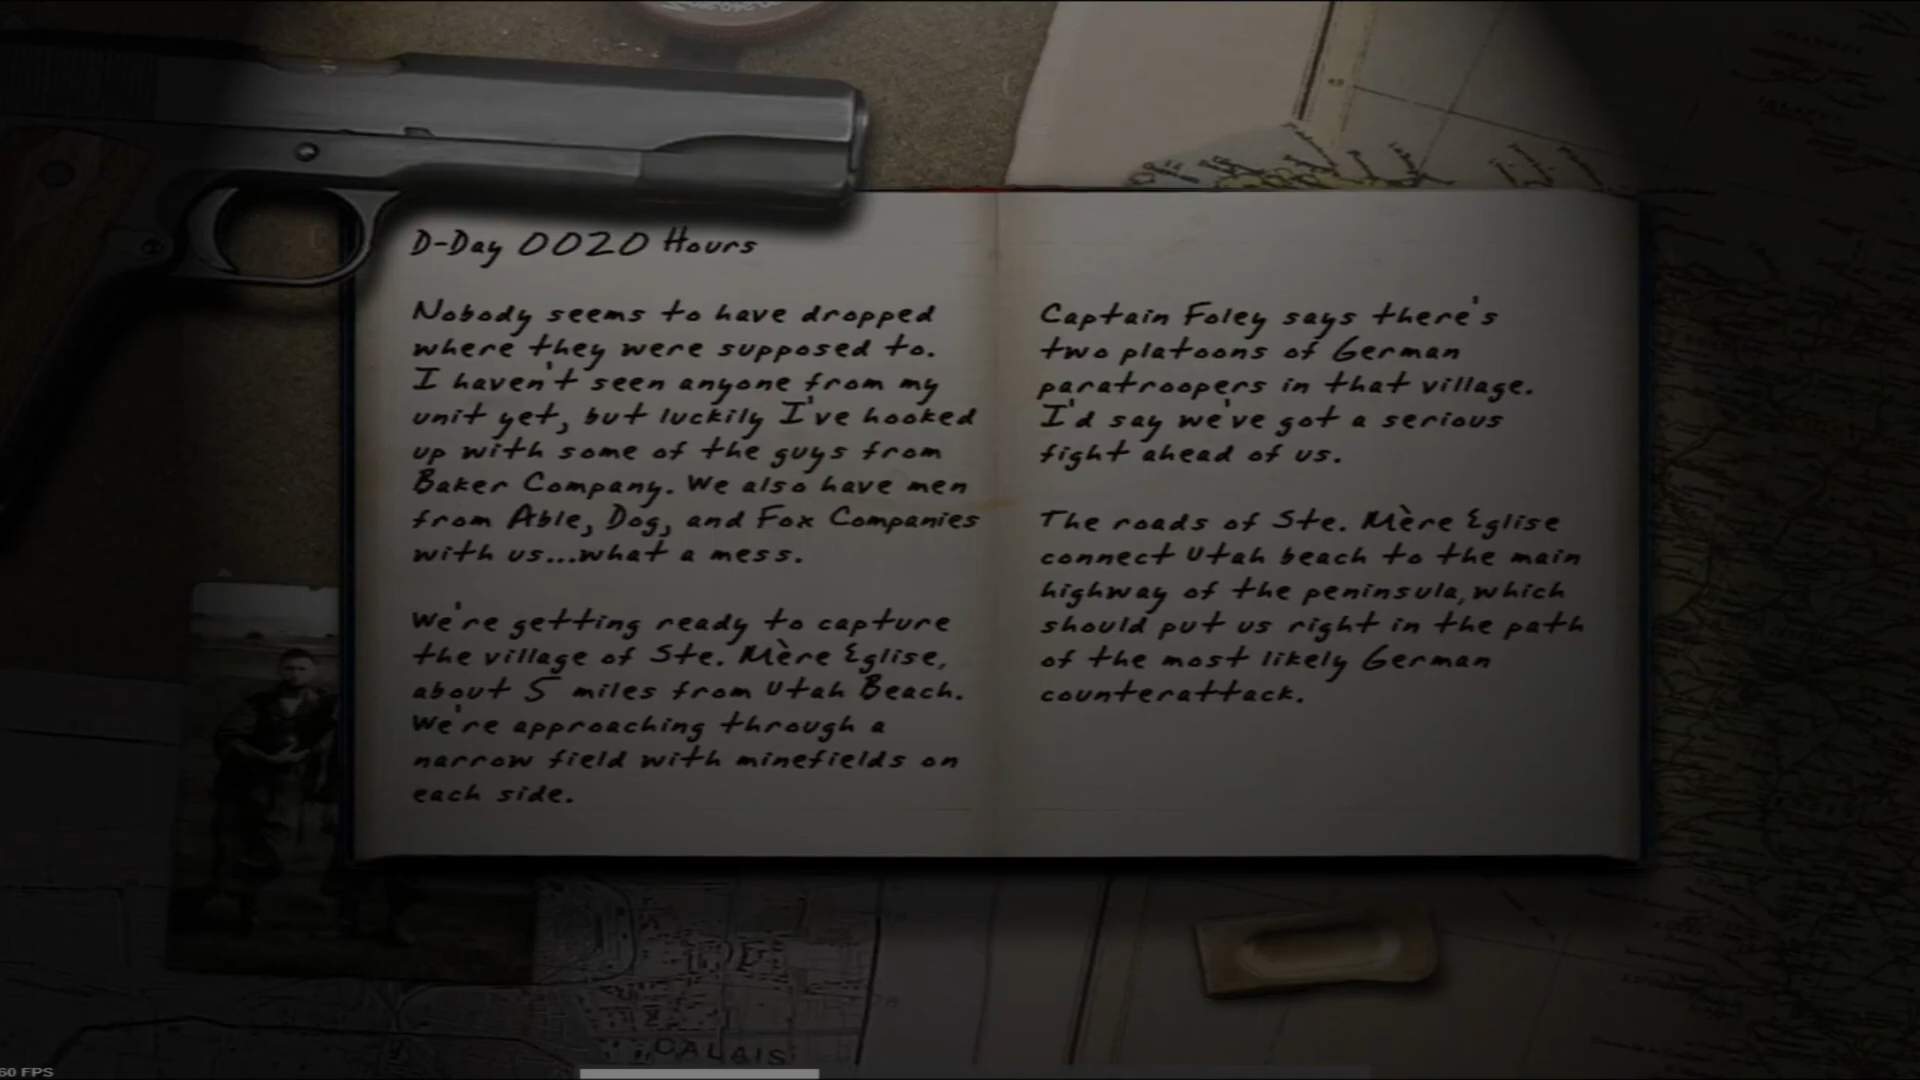 D-Day 0020 Hours
Nobody seems to have dropped
where they were supposed to.
I haven't seen anyone from my
unit yet, but luckily I've hooked
up with some of the guys from
Baker Company. We also have men
from Able, Dog, and Fox Companies
with us...what a mess.
We're getting ready to capture
the village of Ste. Mère Eglise,
about 5 miles from Utah Beach.
We're approaching through a
narrow field with minefields on
each side.
Captain Foley says there's
two platoons of German
paratroopers in that village.
I'd say we've got a serious
fight ahead of us.
The roads of Ste. Mère Eglise
connect Utah beach to the main
highway of the peninsula, which
should put us right in the path
of the most likely German
counterattack.
CALAIS
60 FPS